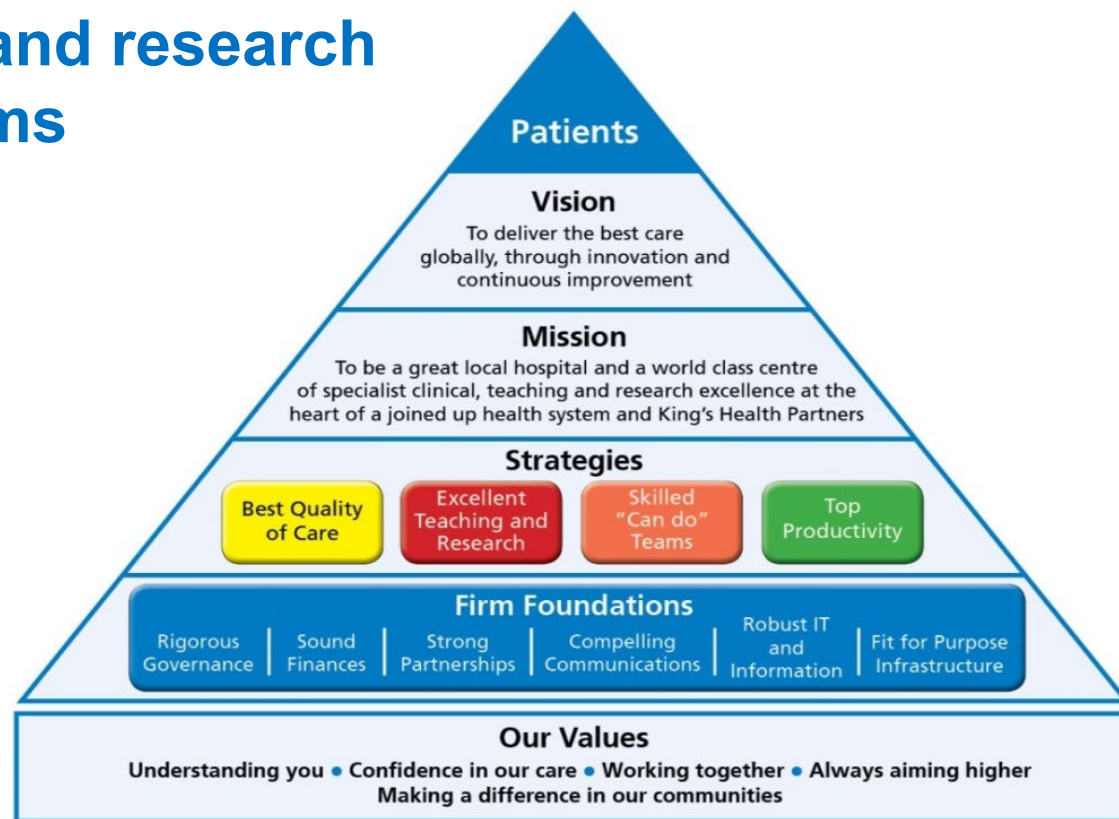 and research
ms
Patients
Vision
To deliver the best care
globally, through innovation and
continuous improvement
Mission
To be a great local hospital and a world class centre
of specialist clinical, teaching and research excellence at the
heart of a joined up health system and King's Health Partners
Strategies
Best Quality
of Care
Excellent
Teaching and
Research
Skilled
"Can do"
Teams
Top
Productivity
Firm Foundations
Rigorous
Governance
Sound
Finances
Strong
Partnerships
Compelling
Communications
Robust IT
and
Information
Fit for Purpose
Infrastructure
Our Values
Understanding you • Confidence in our care • Working together • Always aiming higher
Making a difference in our communities